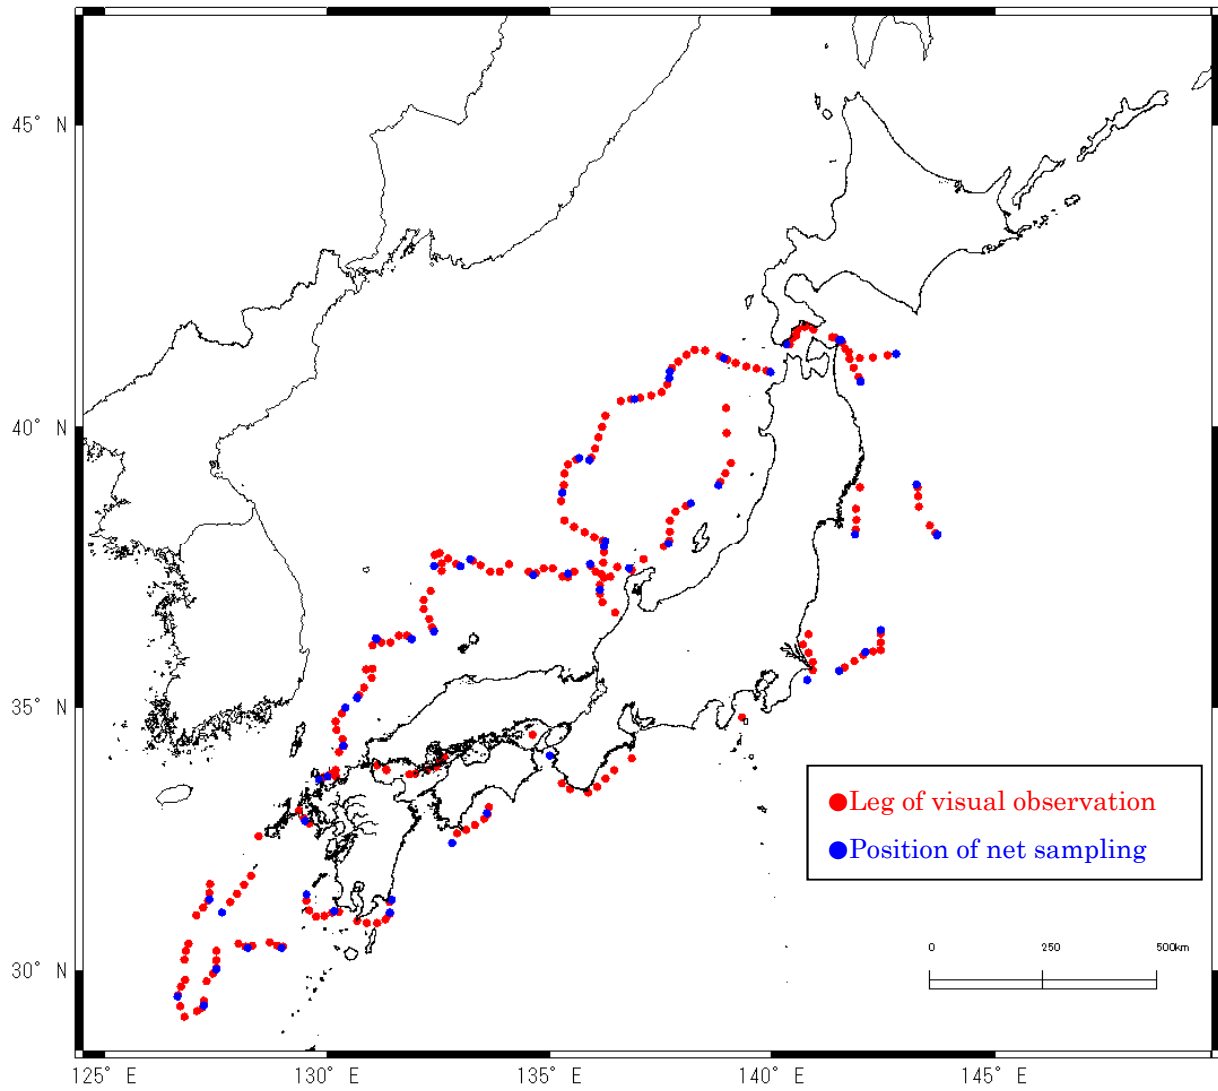 45° N
40° N
35° N
30° N
Leg of visual observation
Position of net sampling
0 250 500km
125° E 130° E 135° E 140° E 145° E